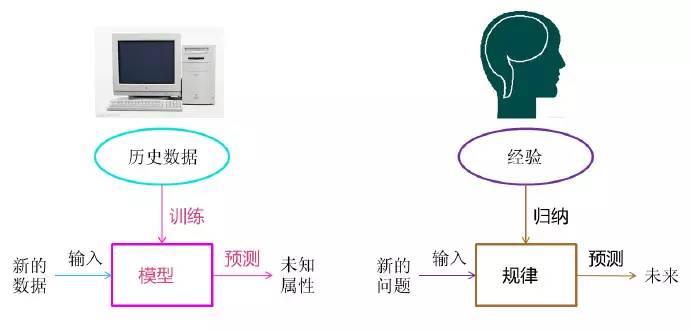 历史数据
经验
训练
归纳
新的
数据
输入
模型
预测
未知
属性
新的
问题
输入
规律
预测
未来